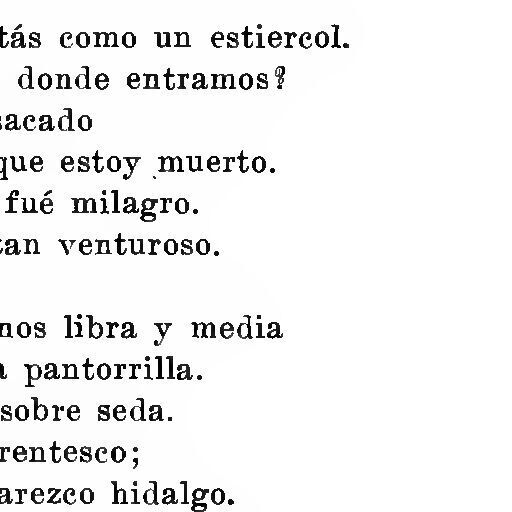 tás como un estiercol.
donde entramos?
sacado
que estoy muerto.
fué milagro.
tan venturoso.
nos libra y media
a pantorrilla.
sobre seda.
rentesco;
arezco hidalgo.